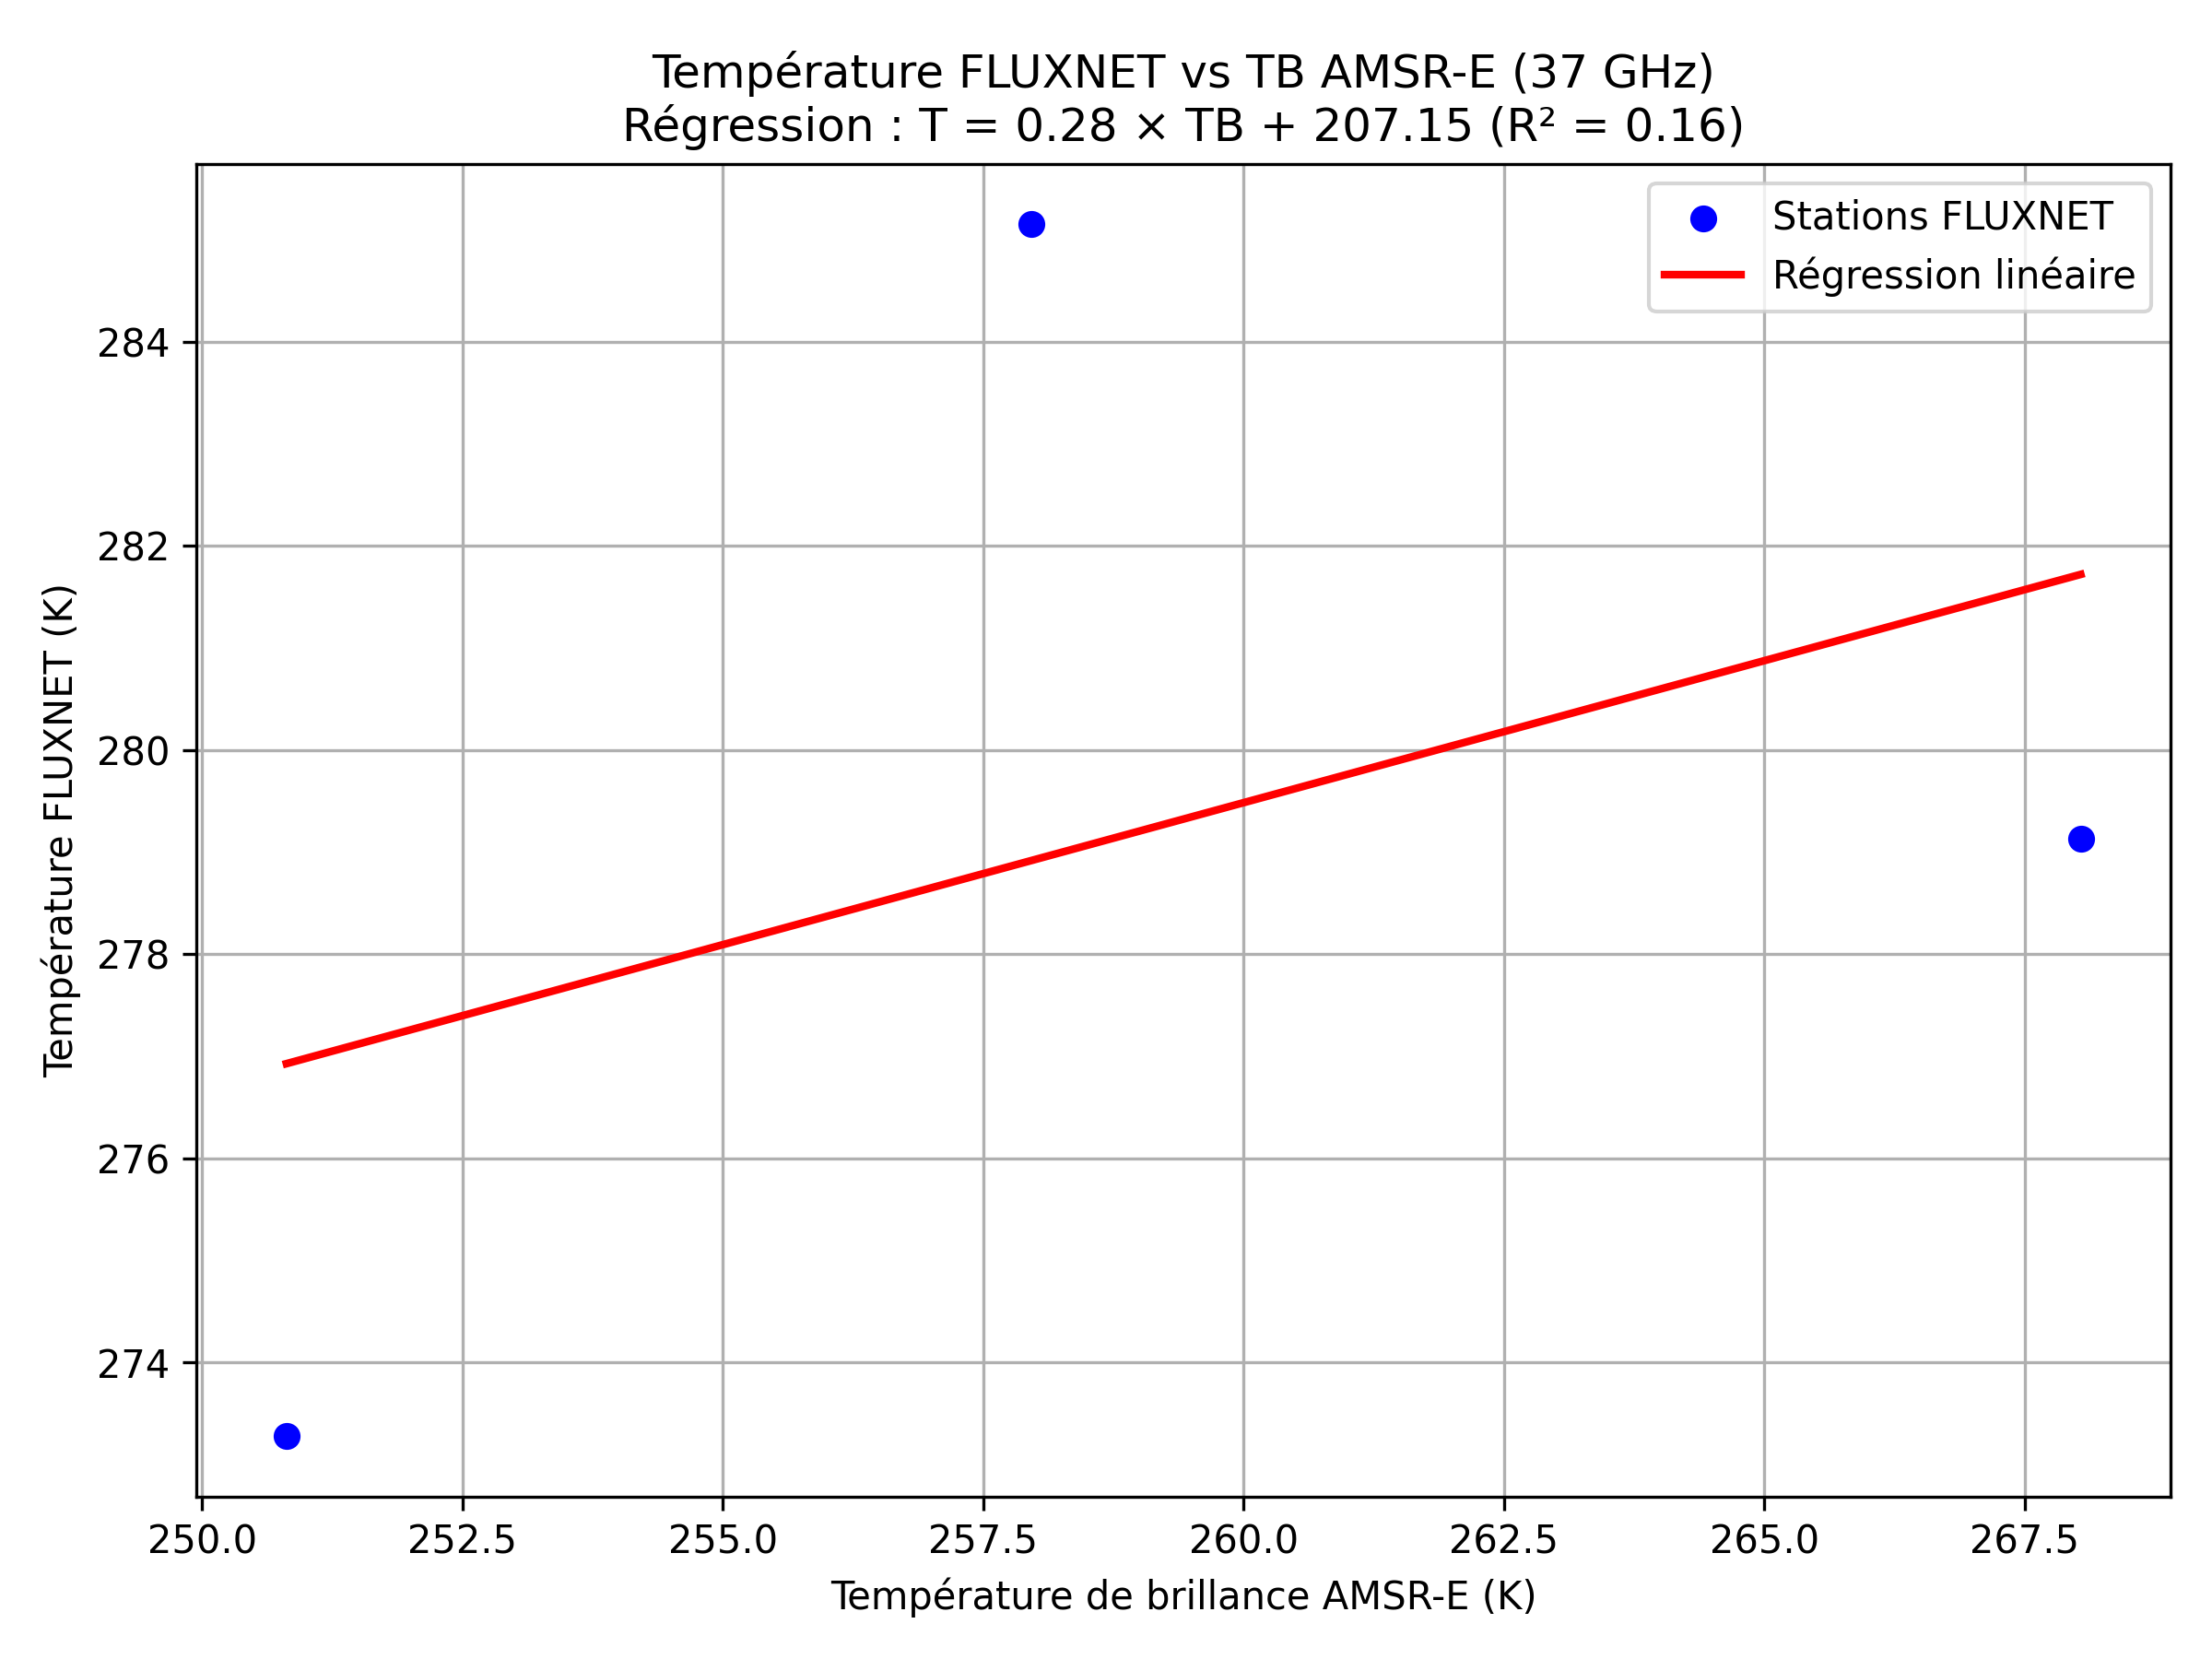 Température FLUXNET vs TB AMSR-E (37 GHz)
Régression : T = 0.28 × TB + 207.15 (R² = 0.16)
Stations FLUXNET
Régression linéaire
Température FLUXNET (K)
284
282
280
278
276
274
250.0 252.5 255.0 257.5 260.0 262.5 265.0 267.5
Température de brillance AMSR-E (K)